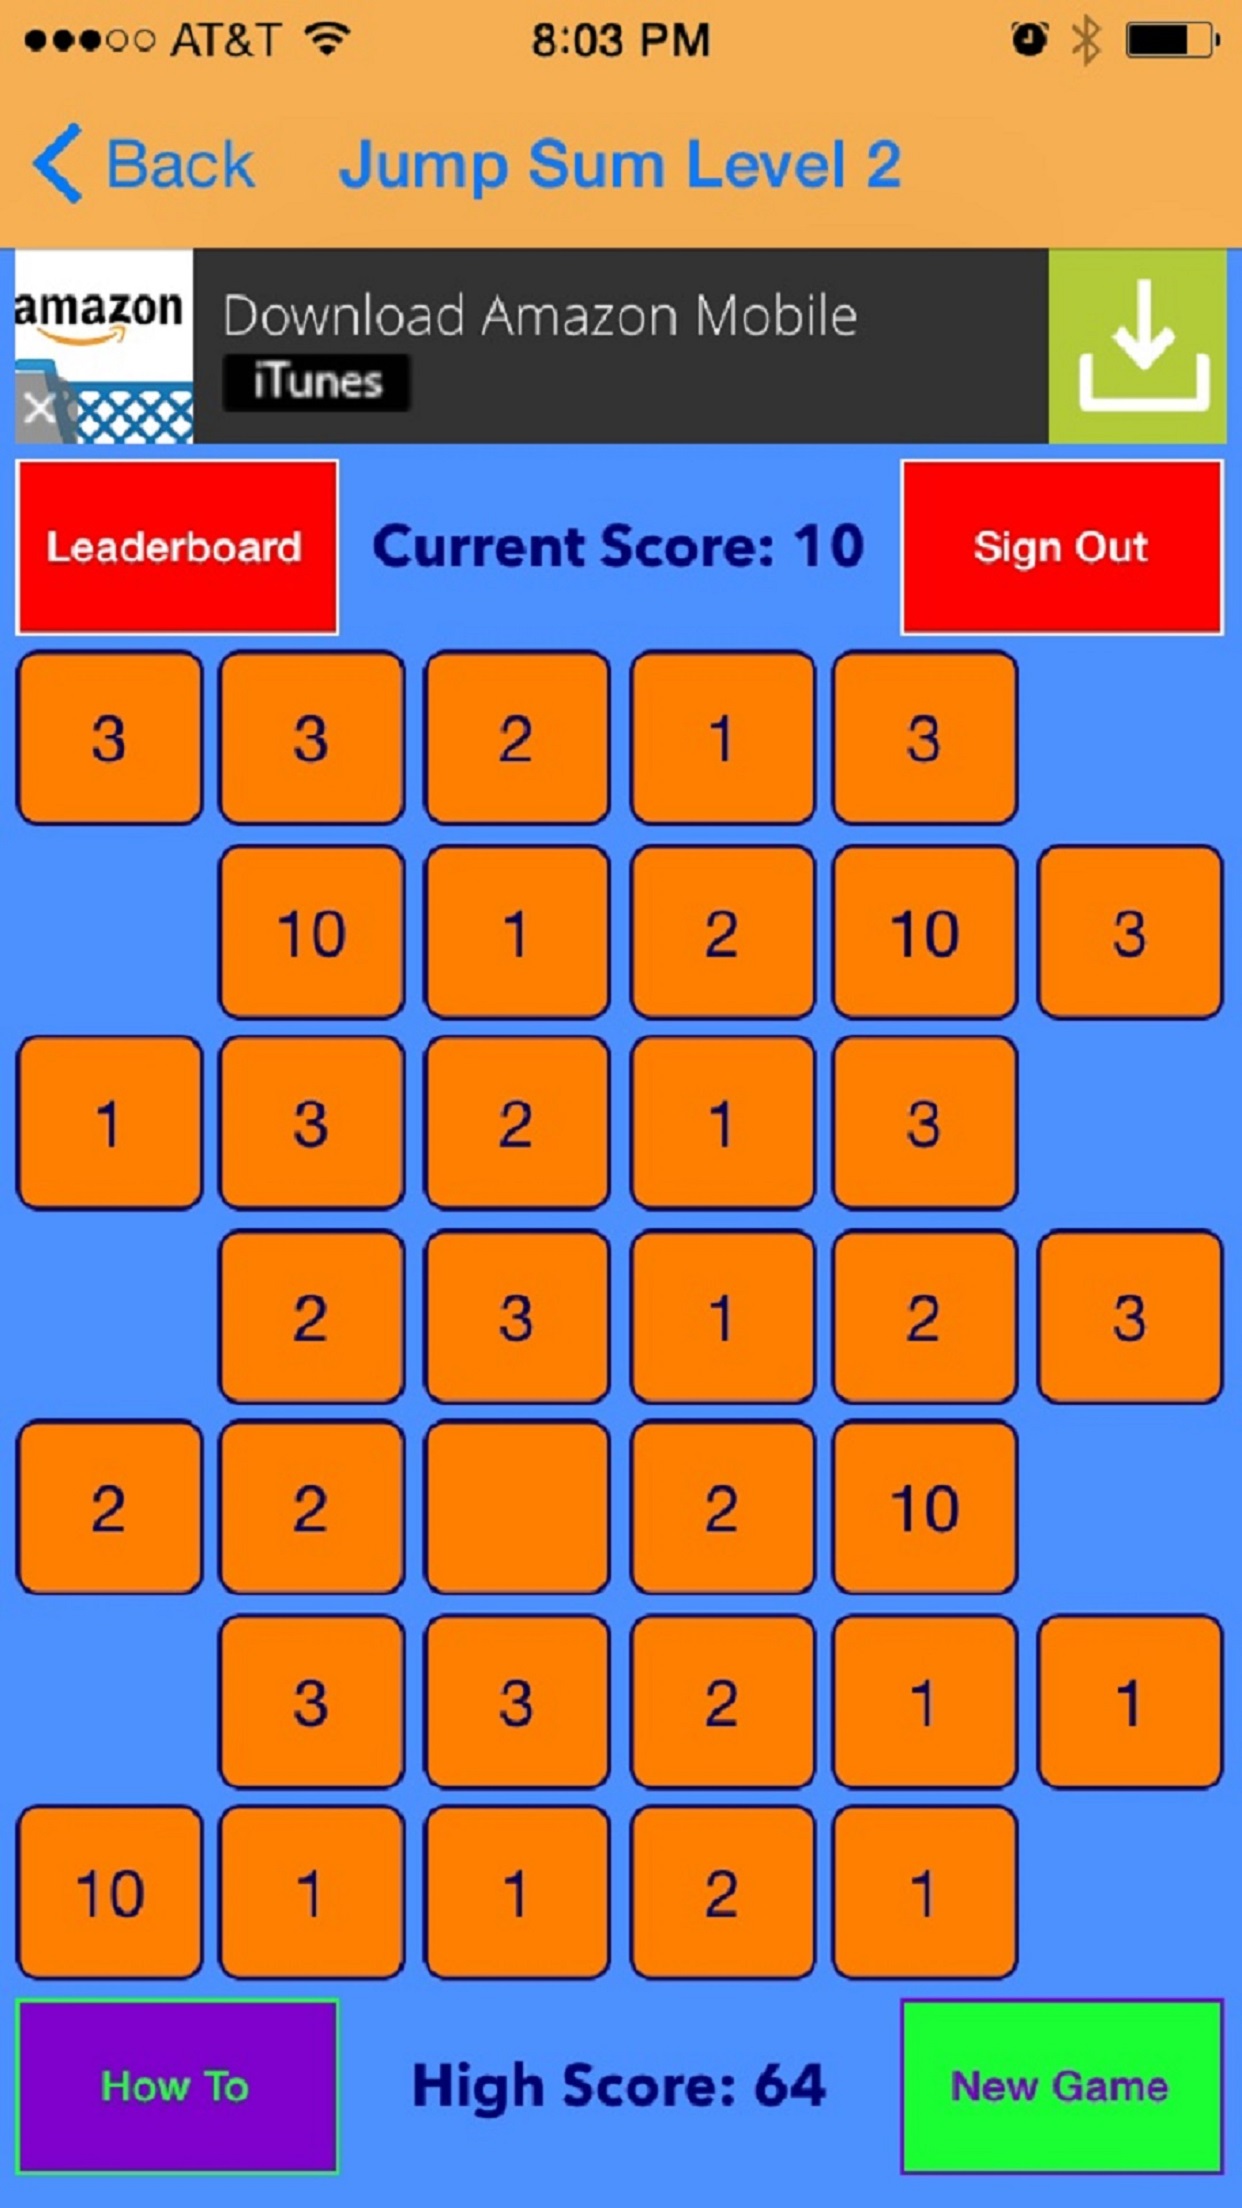 AT&T 8:03 PM
Back Jump Sum Level 2
amazon
Download Amazon Mobile
iTunes
Leaderboard Current Score: 10 Sign Out
3 3 2 1 3
10 1 2 10 3
1 3 2 1 3
2 3 1 2 3
2 2 2 10
3 3 2 1 1
10 1 1 2 1
How To High Score: 64 New Game